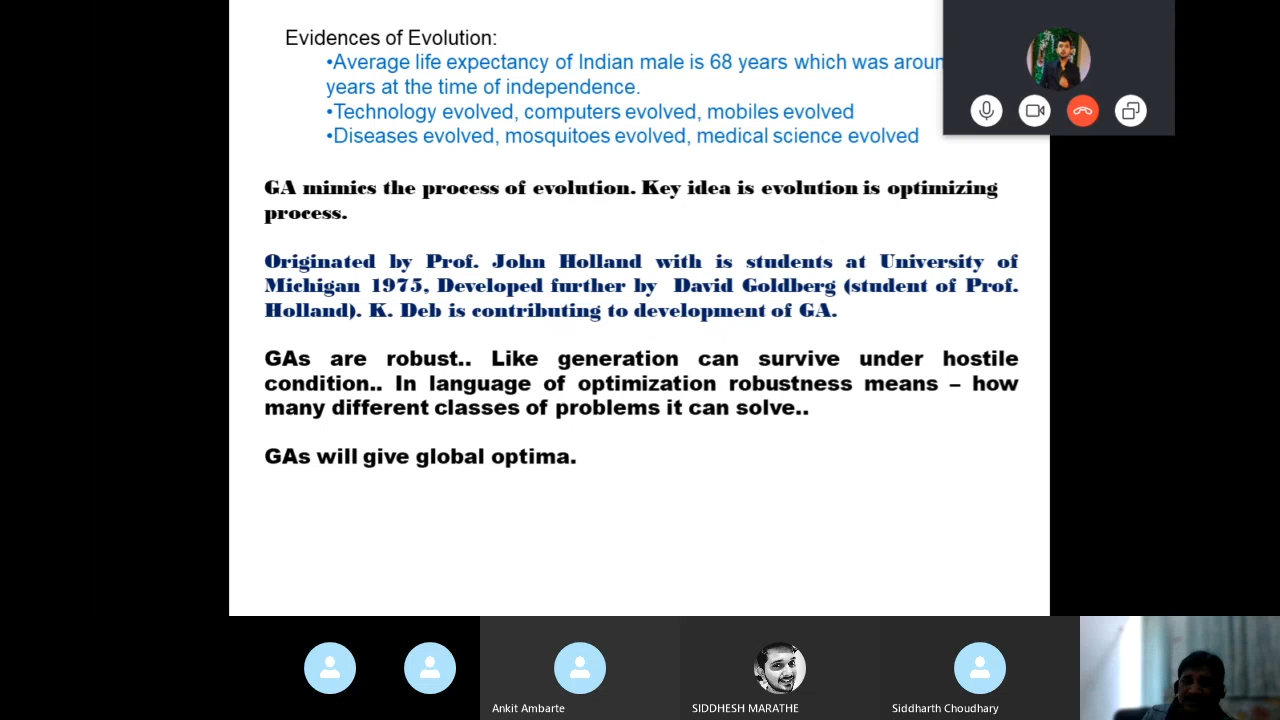 Evidences of Evolution:
•Average life expectancy of Indian male is 68 years which was
years at the time of independence.
•Technology evolved, computers evolved, mobiles evolved
•Diseases evolved, mosquitoes evolved, medical science evolved
GA mimics the process of evolution. Key idea is evolution is optimizing
process.
Originated by Prof. John Holland with is students at University of
Michigan 1975, Developed further by David Goldberg (student of Prof.
Holland). K. Deb is contributing to development of GA.
GAs are robust.. Like generation can survive under hostile
condition.. In language of optimization robustness means – how
many different classes of problems it can solve..
GAs will give global optima.
Ankit Ambarte
SIDDHESH MARATHE
Siddharth Choudhary